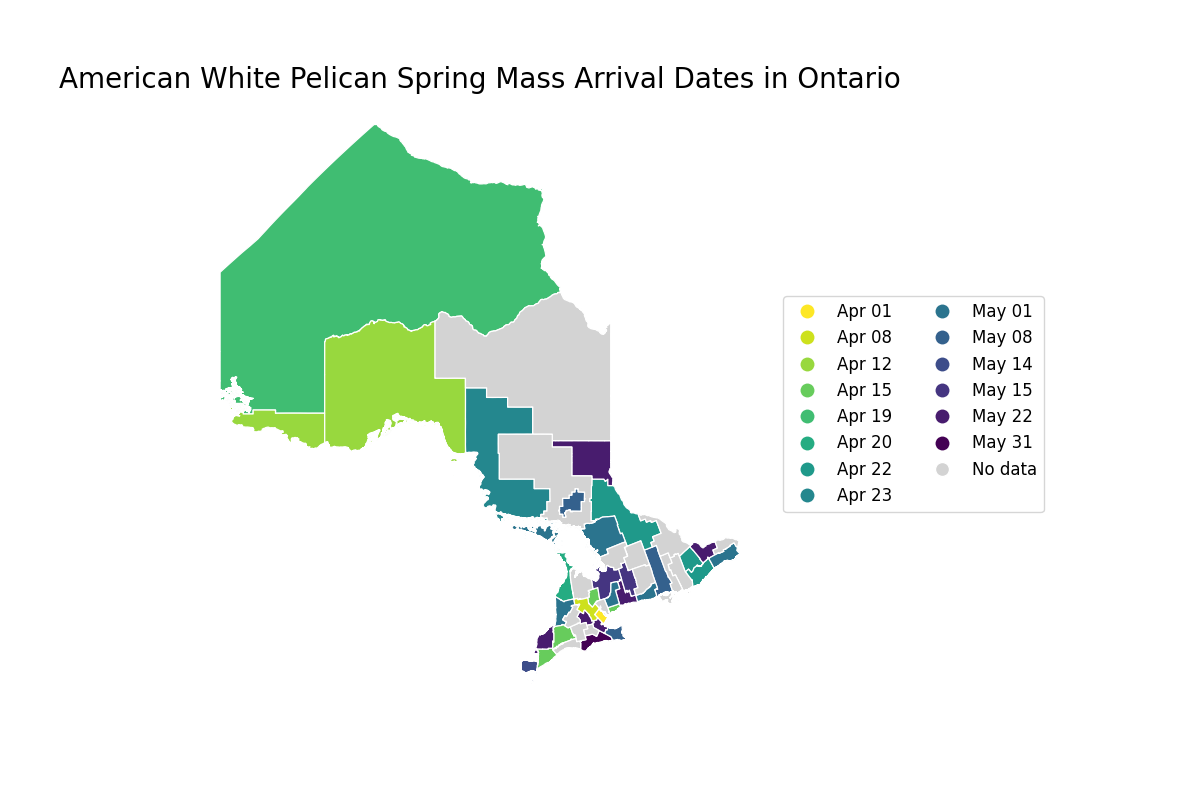 American White Pelican Spring Mass Arrival Dates in Ontario
Apr 01
Apr 08
Apr 12
Apr 15
Apr 19
Apr 20
Apr 22
Apr 23
May 01
May 08
May 14
May 15
May 22
May 31
No data